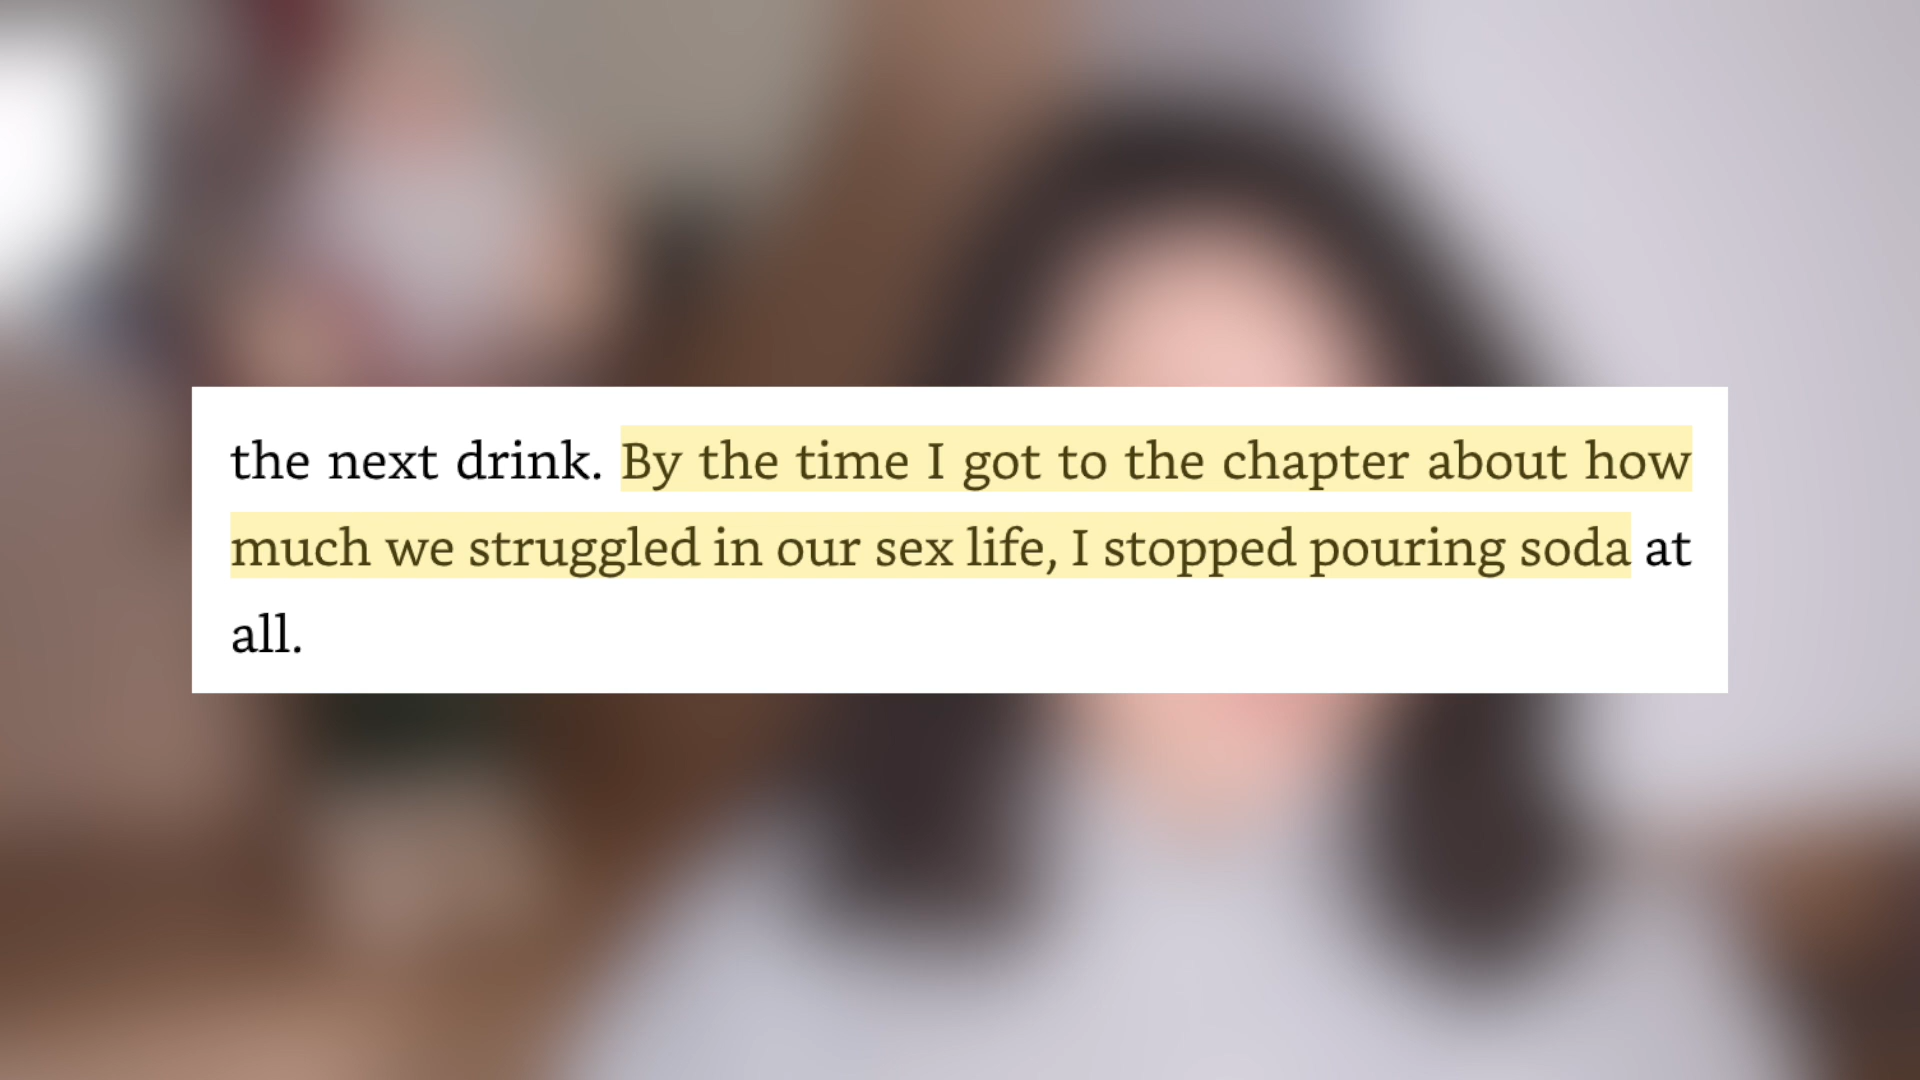 the next drink. By the time I got to the chapter about how
much we struggled in our sex life, I stopped pouring soda at
all.